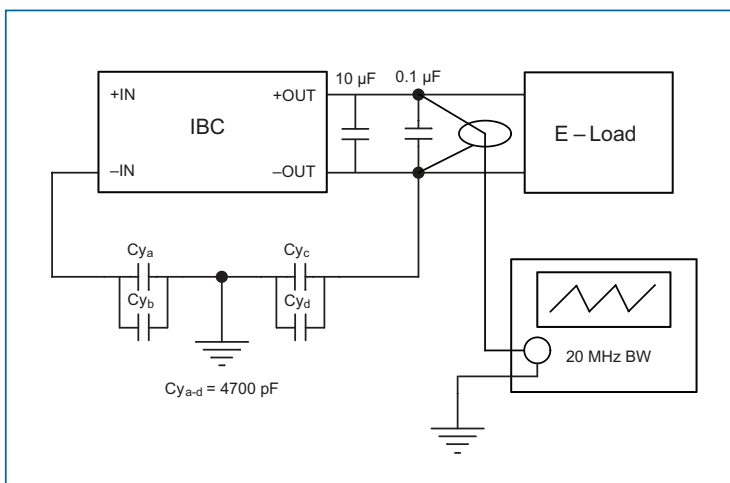 10 µF
0.1 µF
+IN
+OUT
IBC
E – Load
–IN
–OUT
Cya
Cyc
Cyb
Cyd
20 MHz BW
Cya-d = 4700 pF